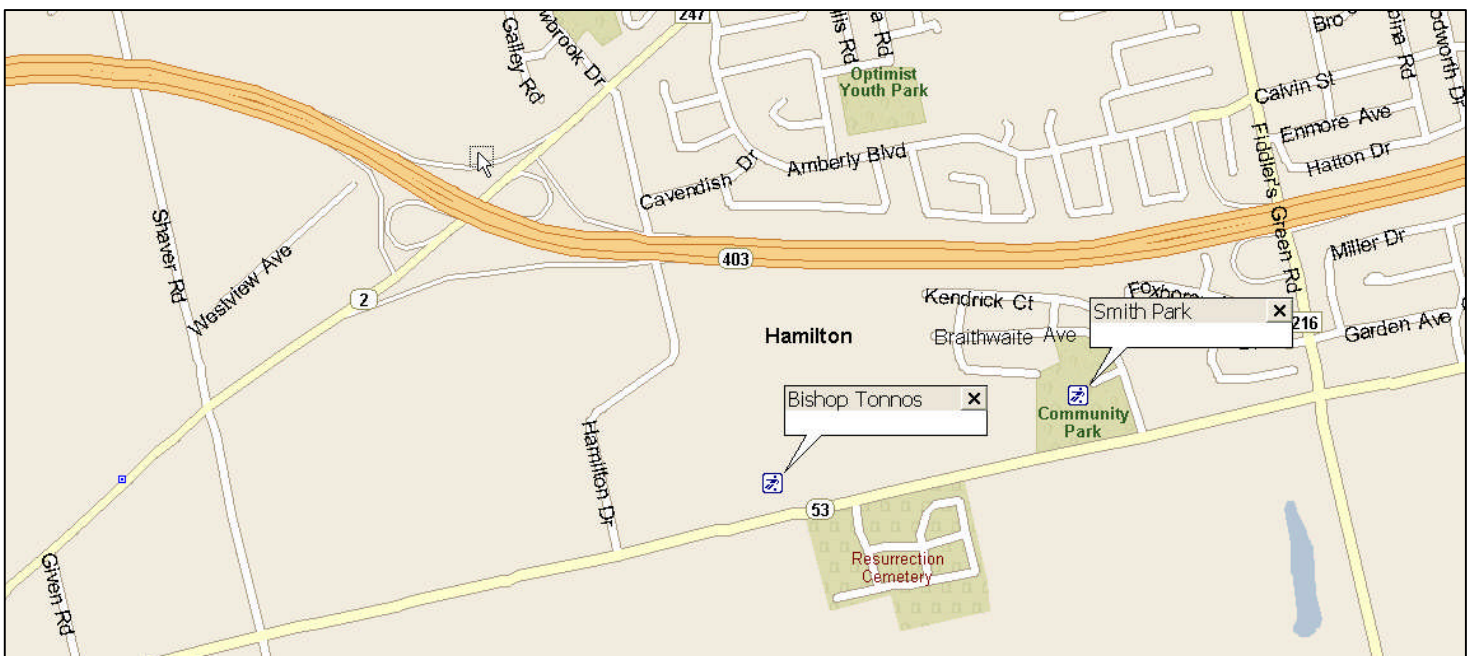 247
Galley Rd
Optimist
Youth Park
Calvin St
Enmore Ave
Hatton Dr
Cavendish Dr
Amberly Blvd
Fiddler's Green Rd
Miller Dr
Shaver Rd
Westview Ave
2
403
Kendrick Ct
Smith Park
216
Garden Ave
Hamilton
Braithwaite Ave
Bishop Tonnos
Community
Park
Hamilton Dr
53
Resurrection
Cemetery
Given Rd